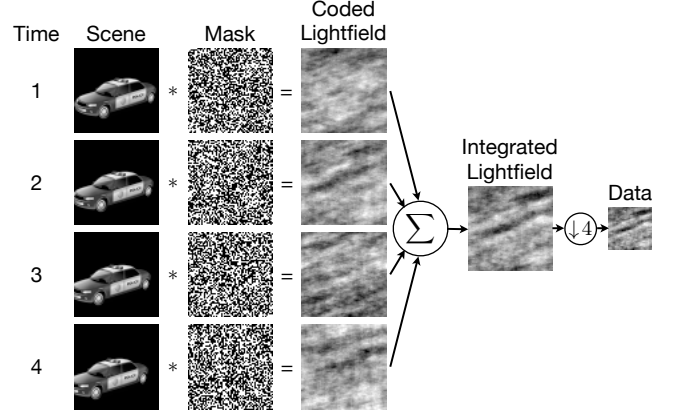 Time
Scene
Mask
Coded
Lightfield
1
*
=
2
*
=
Integrated
Lightfield
Data
∑
↓4
3
*
=
4
*
=